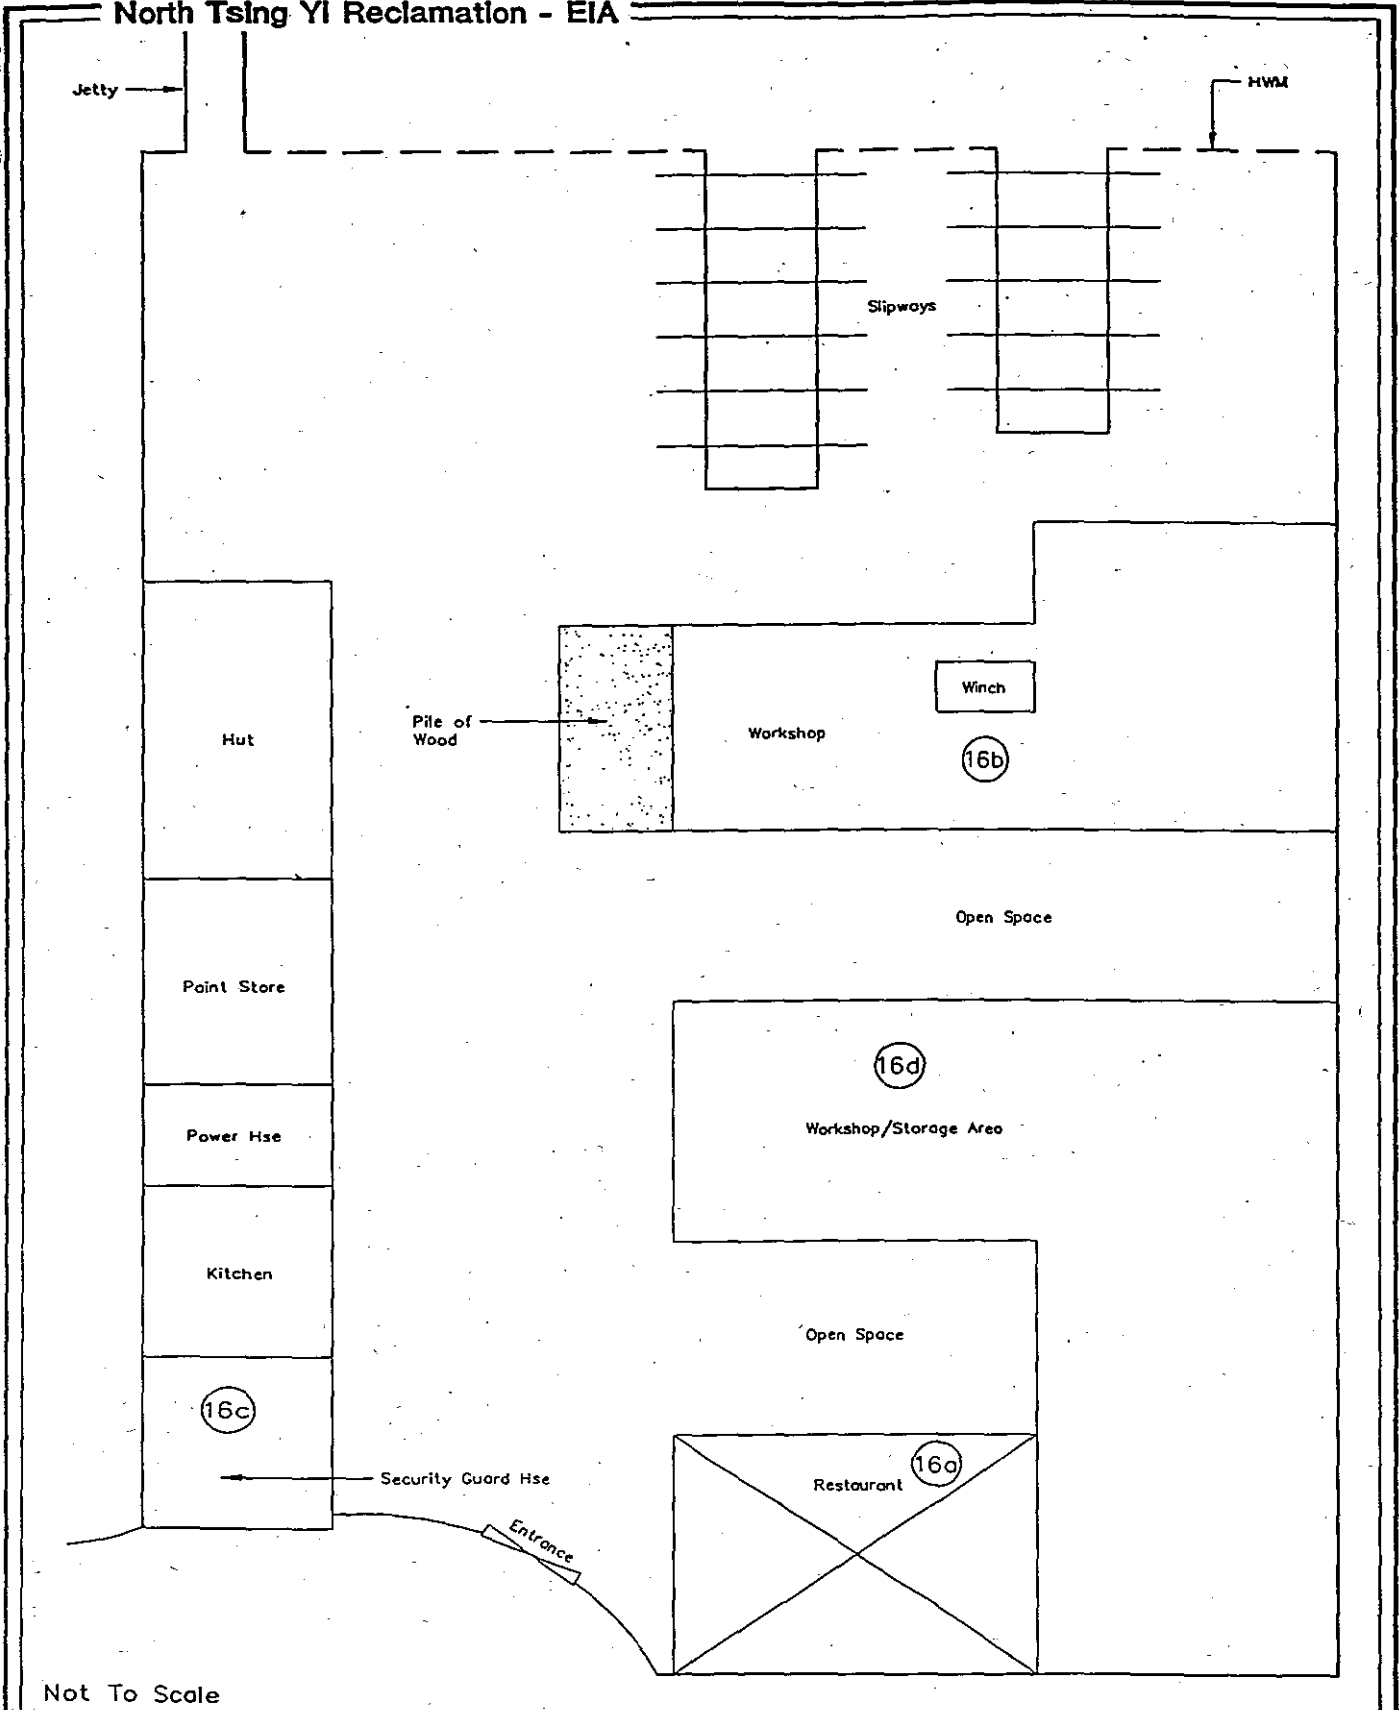 North Tsing Yi Reclamation - EIA
Jetty
HWM
Slipways
Winch
Pile of
Wood
Workshop
Hut
16b
Open Space
Paint Store
16d
Workshop/Storage Area
Power Hse
Kitchen
Open Space
16c
16a
Restaurant
Security Guard Hse
Entrance
Not To Scale